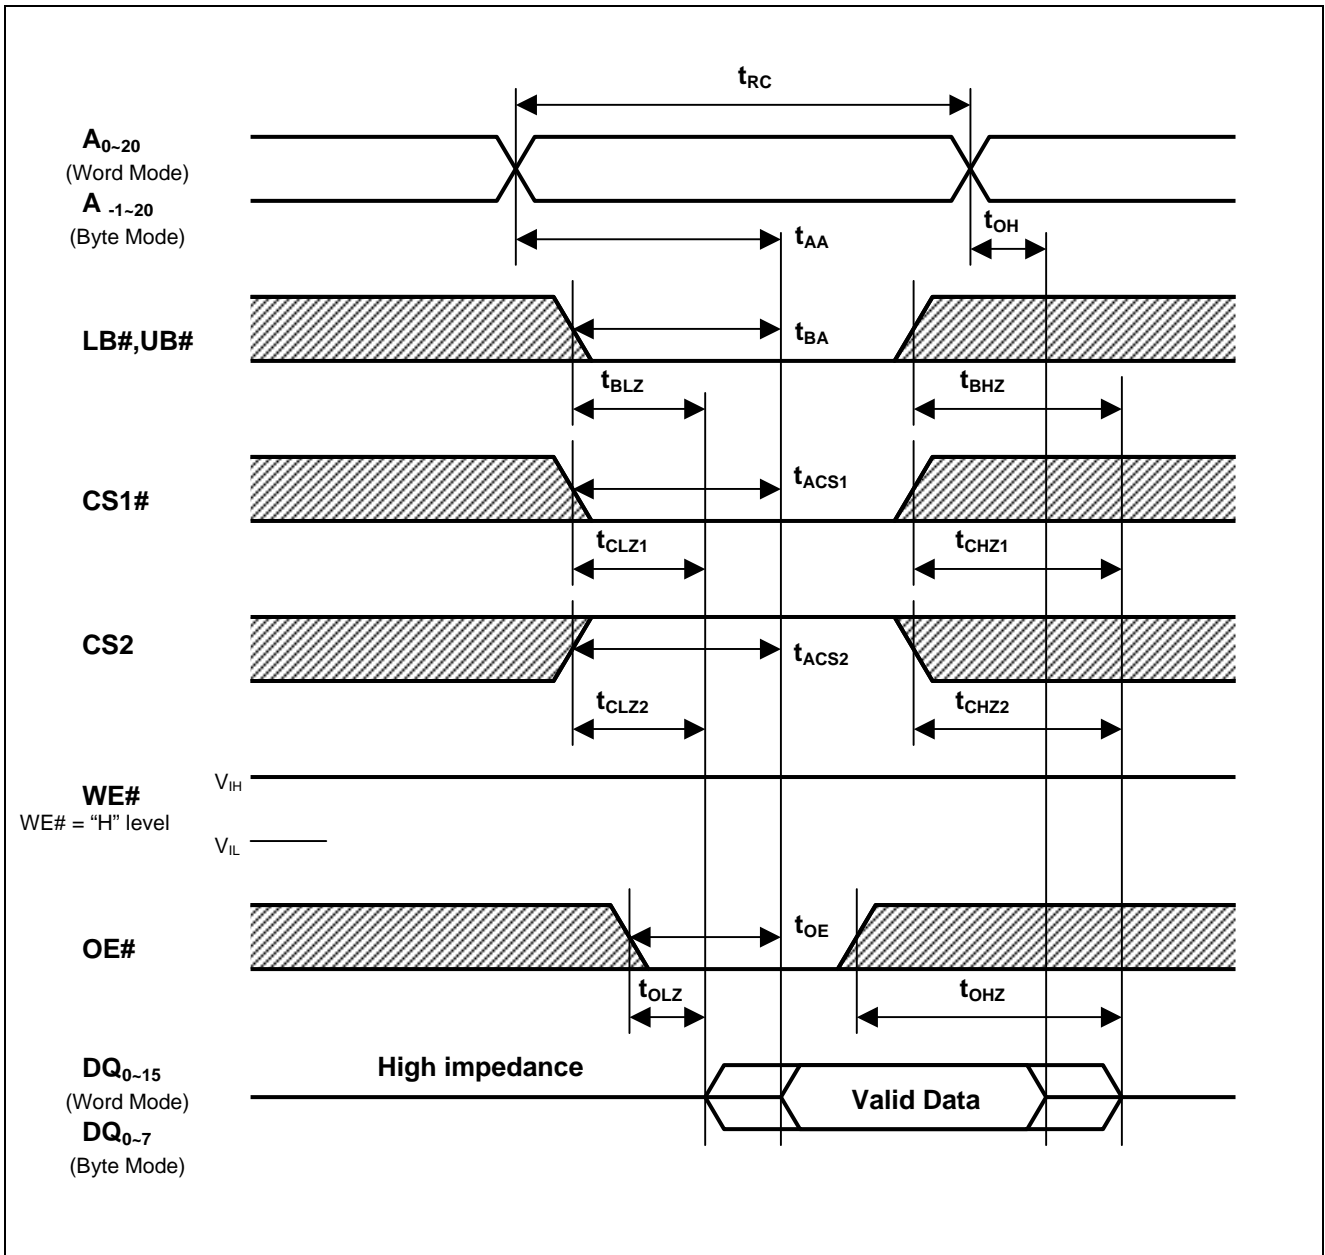 tRC
A0~20
(Word Mode)
A -1~20
(Byte Mode)
tOH
tAA
LB#,UB#
tBA
tBLZ
tBHZ
CS1#
tACS1
tCLZ1
tCHZ1
CS2
tACS2
tCLZ2
tCHZ2
VIH
WE#
WE# = “H” level
VIL
OE#
tOE
tOLZ
tOHZ
High impedance
DQ0~15
(Word Mode)
Valid Data
DQ0~7
(Byte Mode)